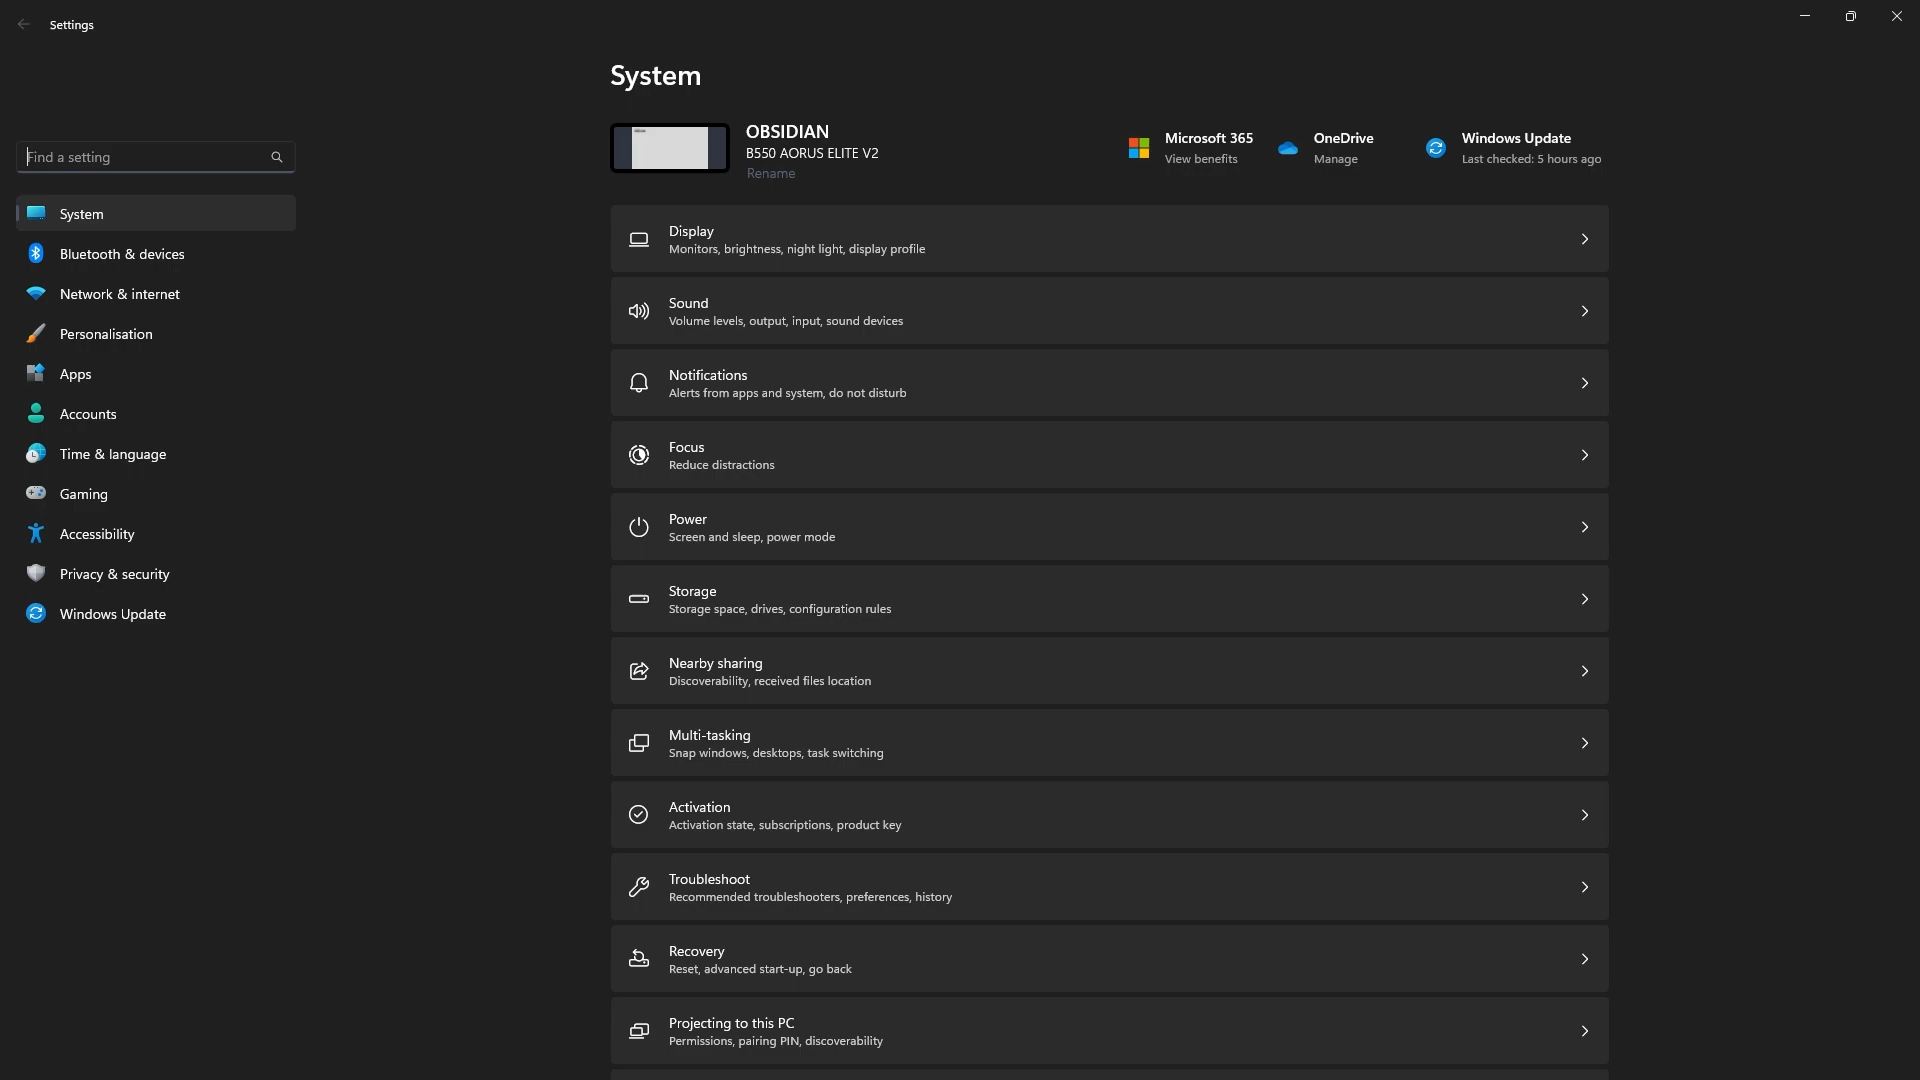 Settings
System
OBSIDIAN
B550 AORUS ELITE V2
Rename
Microsoft 365
View benefits
OneDrive
Manage
Windows Update
Last checked: 5 hours ago
Find a setting
System
Bluetooth & devices
Network & internet
Personalisation
Apps
Accounts
Time & language
Gaming
Accessibility
Privacy & security
Windows Update
Display
Monitors, brightness, night light, display profile
Sound
Volume levels, output, input, sound devices
Notifications
Alerts from apps and system, do not disturb
Focus
Reduce distractions
Power
Screen and sleep, power mode
Storage
Storage space, drives, configuration rules
Nearby sharing
Discoverability, received files location
Multi-tasking
Snap windows, desktops, task switching
Activation
Activation state, subscriptions, product key
Troubleshoot
Recommended troubleshooters, preferences, history
Recovery
Reset, advanced start-up, go back
Projecting to this PC
Permissions, pairing PIN, discoverability